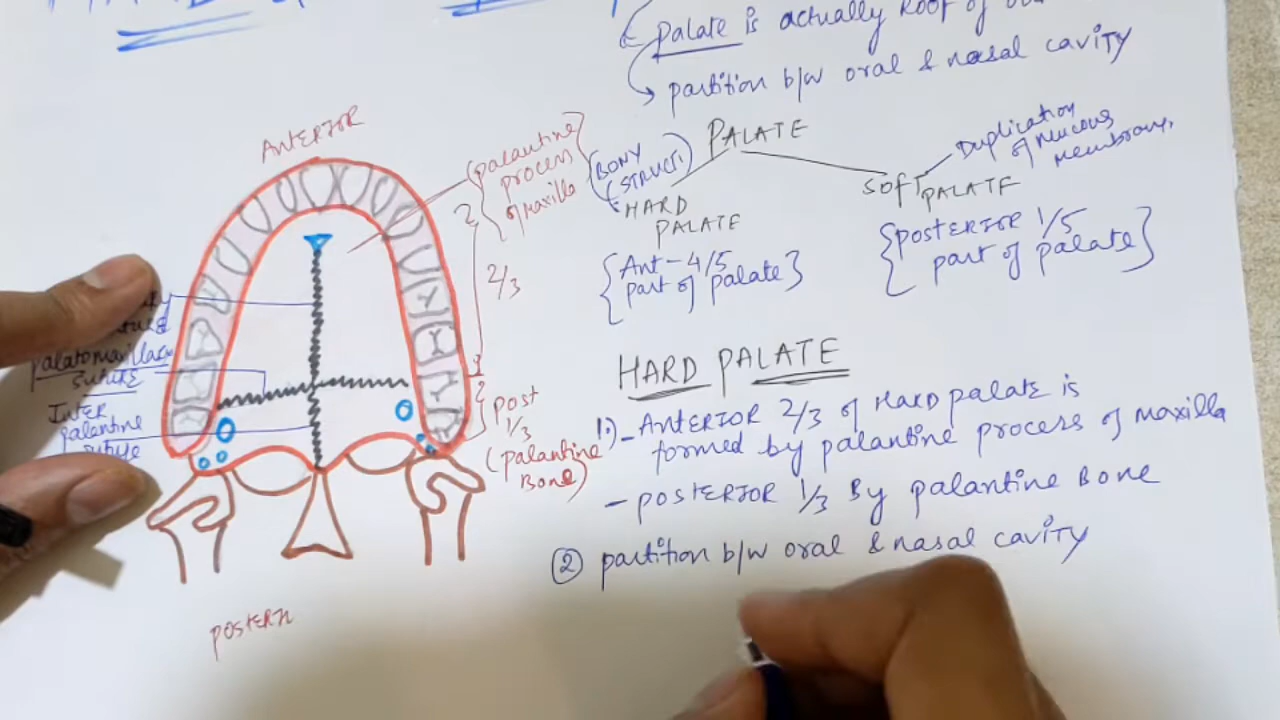 palate is actually Roof of
partition b/w oral & nasal cavity
PALATE
(BONY
STRUCT)
HARD
PALATE
{Ant - 4/5
part of palate}
SOFT PALATE
Duplication
of mucous
membrane,
{POSTERIOR 1/5
part of palate}
ANTERIOR
(palantine
process
of Maxilla
2/3
Post
1/3
(palantine
Bone)
palatomaxillary
suture
Inter
palantine
suture
POSTERI
HARD PALATE
1:) - ANTERIOR 2/3 of HARD palate is
formed by palantine process of maxilla
- POSTERIOR 1/3 By palantine Bone
② partition b/w oral & nasal cavity